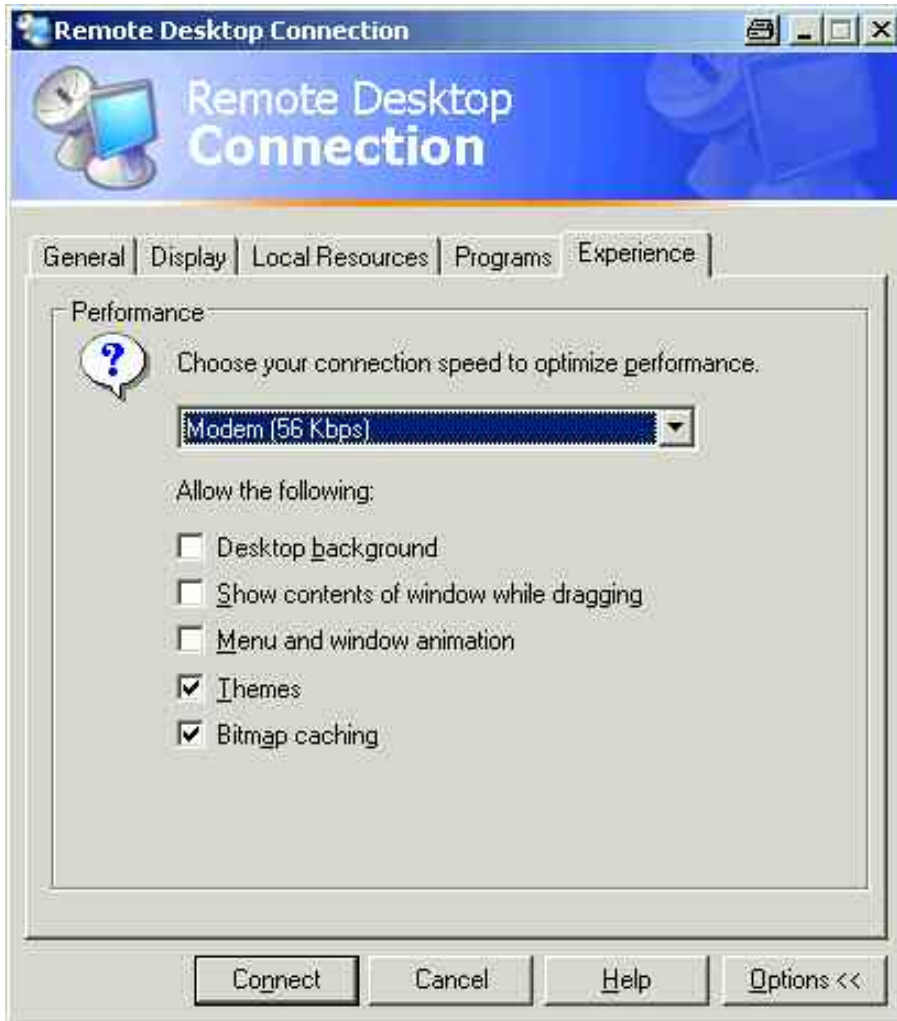 Remote Desktop Connection
Remote Desktop
Connection
General Display Local Resources Programs Experience
Performance
?
Choose your connection speed to optimize performance.
Modem (56 Kbps)
Allow the following:
Desktop background
Show contents of window while dragging
Menu and window animation
Themes
Bitmap caching
Connect Cancel Help Options <<